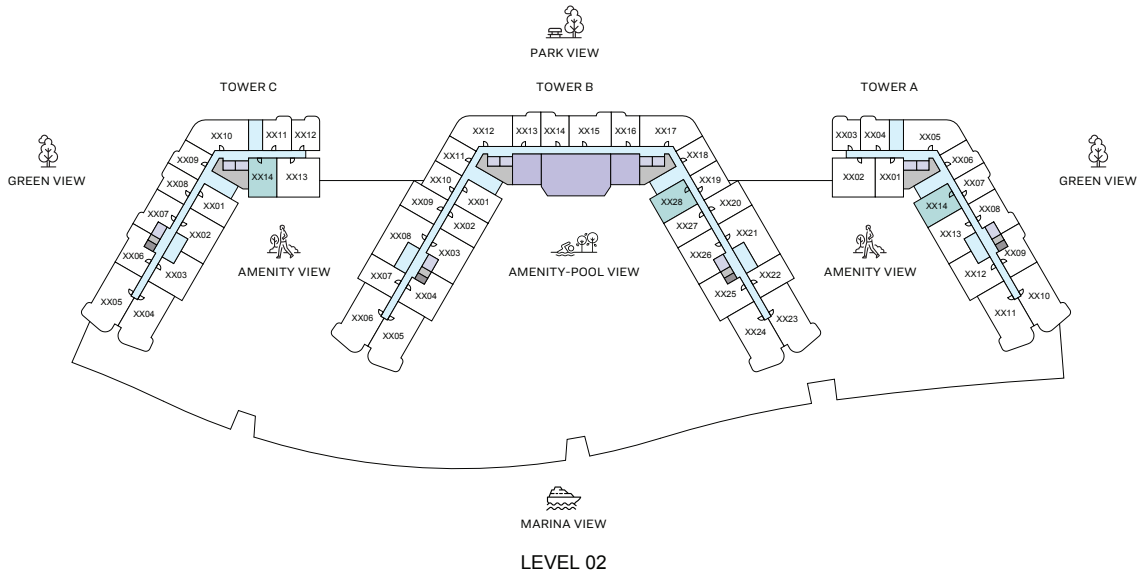 PARK VIEW
TOWER C
TOWER B
TOWER A
GREEN VIEW
GREEN VIEW
XX10
XX11
XX12
XX09
XX08
XX14
XX13
XX07
XX01
XX06
XX02
XX05
XX03
XX04
AMENITY VIEW
XX12
XX13
XX14
XX15
XX16
XX17
XX11
XX18
XX10
XX19
XX09
XX01
XX28
XX20
XX08
XX02
XX27
XX21
XX07
XX03
XX26
XX22
XX06
XX04
XX25
XX23
XX05
XX24
AMENITY-POOL VIEW
AMENITY VIEW
XX03
XX04
XX05
XX02
XX01
XX06
XX07
XX14
XX08
XX13
XX09
XX12
XX10
XX11
MARINA VIEW
LEVEL 02